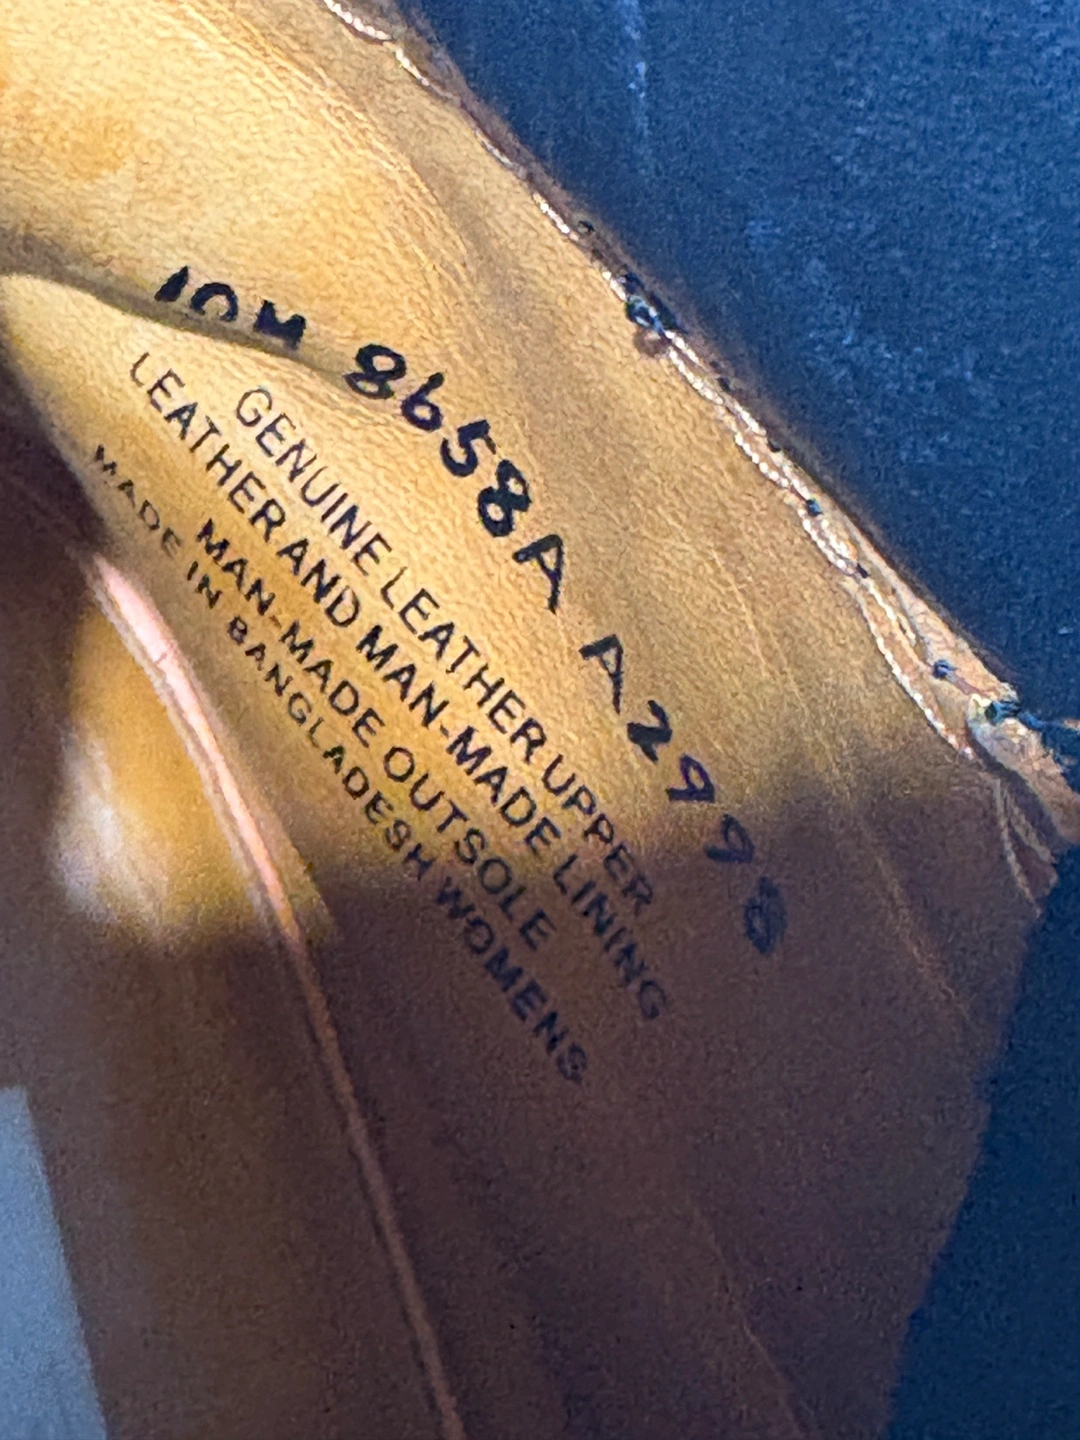 10M 8658A A2998
GENUINE LEATHER UPPER
LEATHER AND MAN-MADE LINING
MAN-MADE OUTSOLE
MADE IN BANGLADESH WOMENS